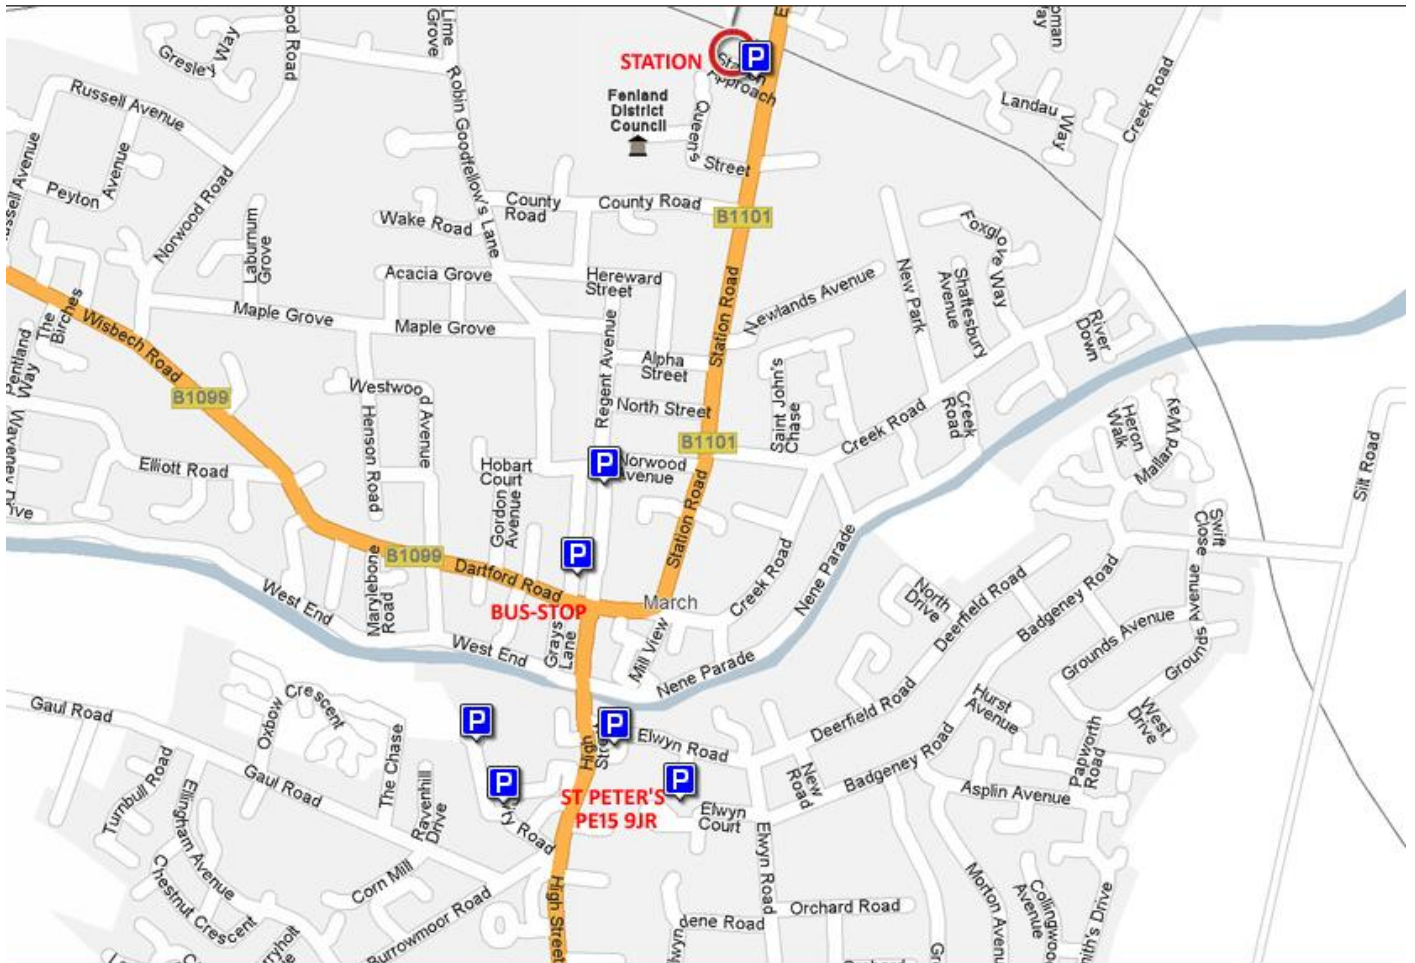 Gresley Way
Lime
Grove
STATION
P
Station
Approach
Russell Avenue
Fenland
District
Council
Queen's
Street
Landau
Way
Creek Road
Robin Goodfellow's Lane
Peyton
Avenue
Norwood Road
Laburnum
Grove
Wake Road
County
Road
County Road
B1101
Foxglove Way
Acacia Grove
Hereward
Street
Newlands Avenue
New Park
Shaftesbury
Avenue
River
Down
The
Birches
Wisbech Road
Maple Grove
Maple Grove
Regent Avenue
Station Road
Alpha
Street
Saint John's
Chase
Pentland
Way
B1099
Westwood Avenue
Henson Road
North Street
B1101
Creek Road
Creek
Road
Heron
Walk
Mallard Way
Silt Road
Elliott Road
Hobart
Court
P
Norwood
Avenue
Gordon
Avenue
Station Road
Swift
Close
B1099
P
Dartford Road
BUS-STOP
March
Creek Road
Nene Parade
North
Drive
Deerfield Road
Badgeney Road
Grounds Avenue
Grounds Avenue
West End
Marylebone
Road
West End
Grays
Lane
Mill View
Nene Parade
Hurst
Avenue
West
Drive
Gaul Road
Oxbow
Crescent
The Chase
P
P
High
Elwyn Road
Deerfield Road
Badgeney Road
Papworth
Road
Turnbull Road
Gaul Road
Ravenhill
Drive
P
P
ST PETER'S
PE15 9JR
Elwyn
Court
New
Road
Asplin Avenue
Ellingham Avenue
Chestnut Crescent
Corn Mill
Burrowmoor Road
High Street
Elwyn Road
Orchard Road
Morton Avenue
Collingwood
Avenue